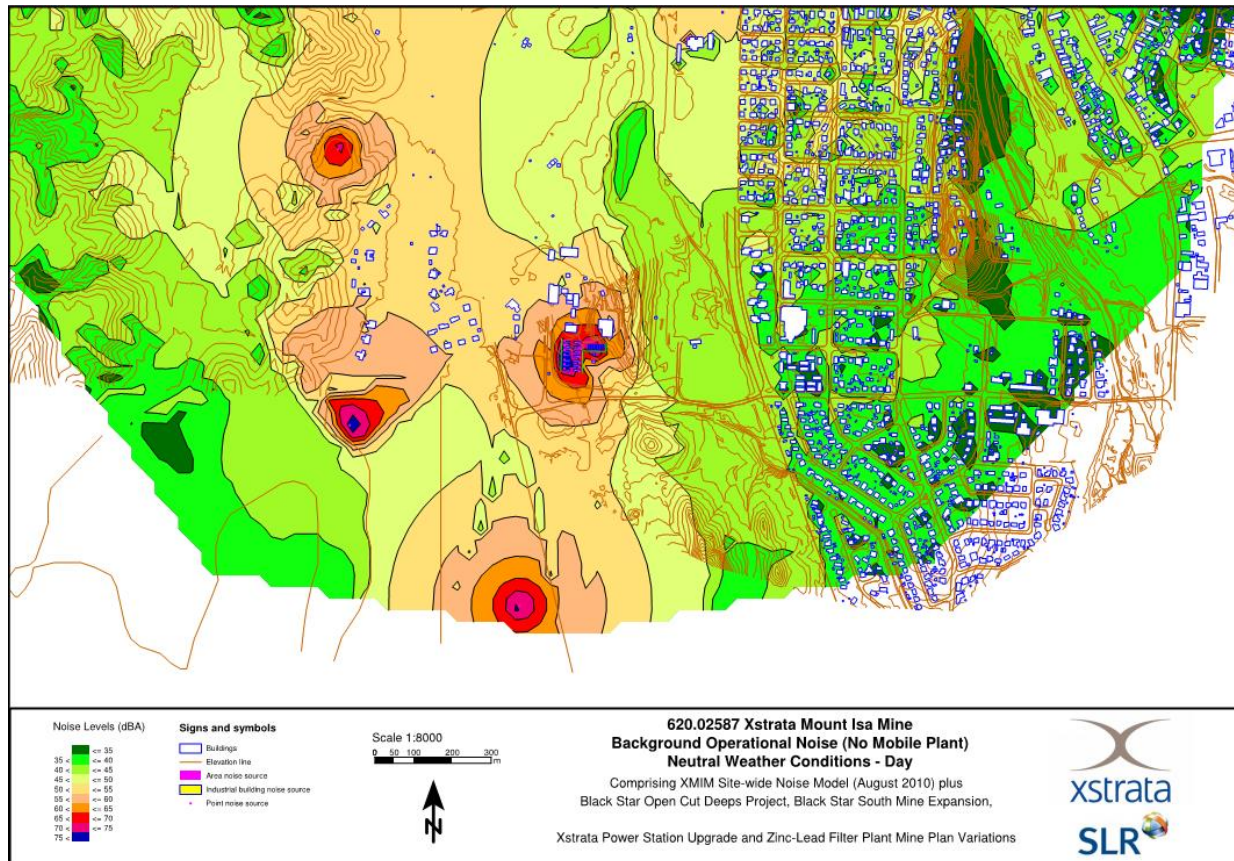 Noise Levels (dBA)
<= 35
35 < <= 40
40 < <= 45
45 < <= 50
50 < <= 55
55 < <= 60
60 < <= 65
65 < <= 70
70 < <= 75
75 <
Signs and symbols
Buildings
Elevation line
Area noise source
Industrial building noise source
Point noise source
Scale 1:8000
0 50 100 200 300
m
N
620.02587 Xstrata Mount Isa Mine
Background Operational Noise (No Mobile Plant)
Neutral Weather Conditions - Day
Comprising XMIM Site-wide Noise Model (August 2010) plus
Black Star Open Cut Deeps Project, Black Star South Mine Expansion,
Xstrata Power Station Upgrade and Zinc-Lead Filter Plant Mine Plan Variations
xstrata
SLR